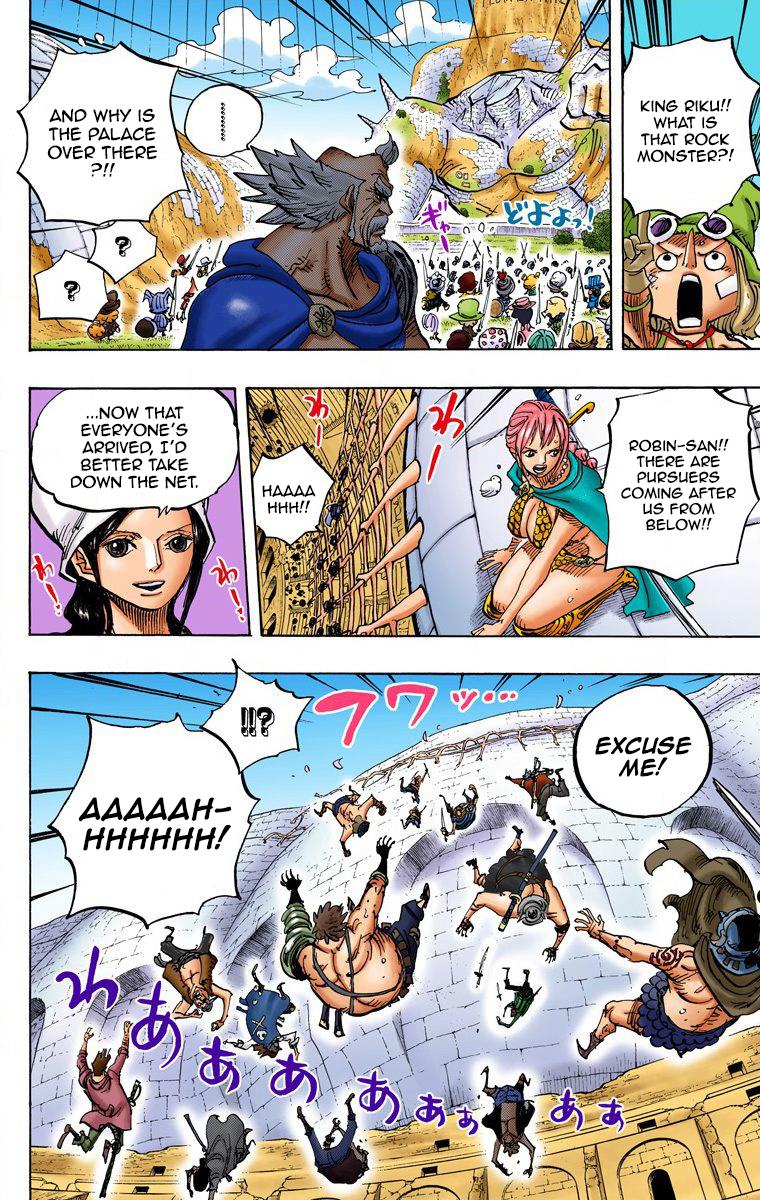 KING RIKU!!
WHAT IS
THAT ROCK
MONSTER?!
!!!!!!!!
AND WHY IS
THE PALACE
OVER THERE
?!!
?
?
ギャー
どよよっ!
ROBIN-SAN!!
THERE ARE
PURSUERS
COMING AFTER
US FROM
BELOW!!
わー!
わー!
HAAAA
HHH!!
...NOW THAT
EVERYONE'S
ARRIVED, I'D
BETTER TAKE
DOWN THE NET.
わー!
わー!
EXCUSE
ME!
フワッ…
!!?
AAAAAH-
HHHHHH!
わあぁああああぁああ